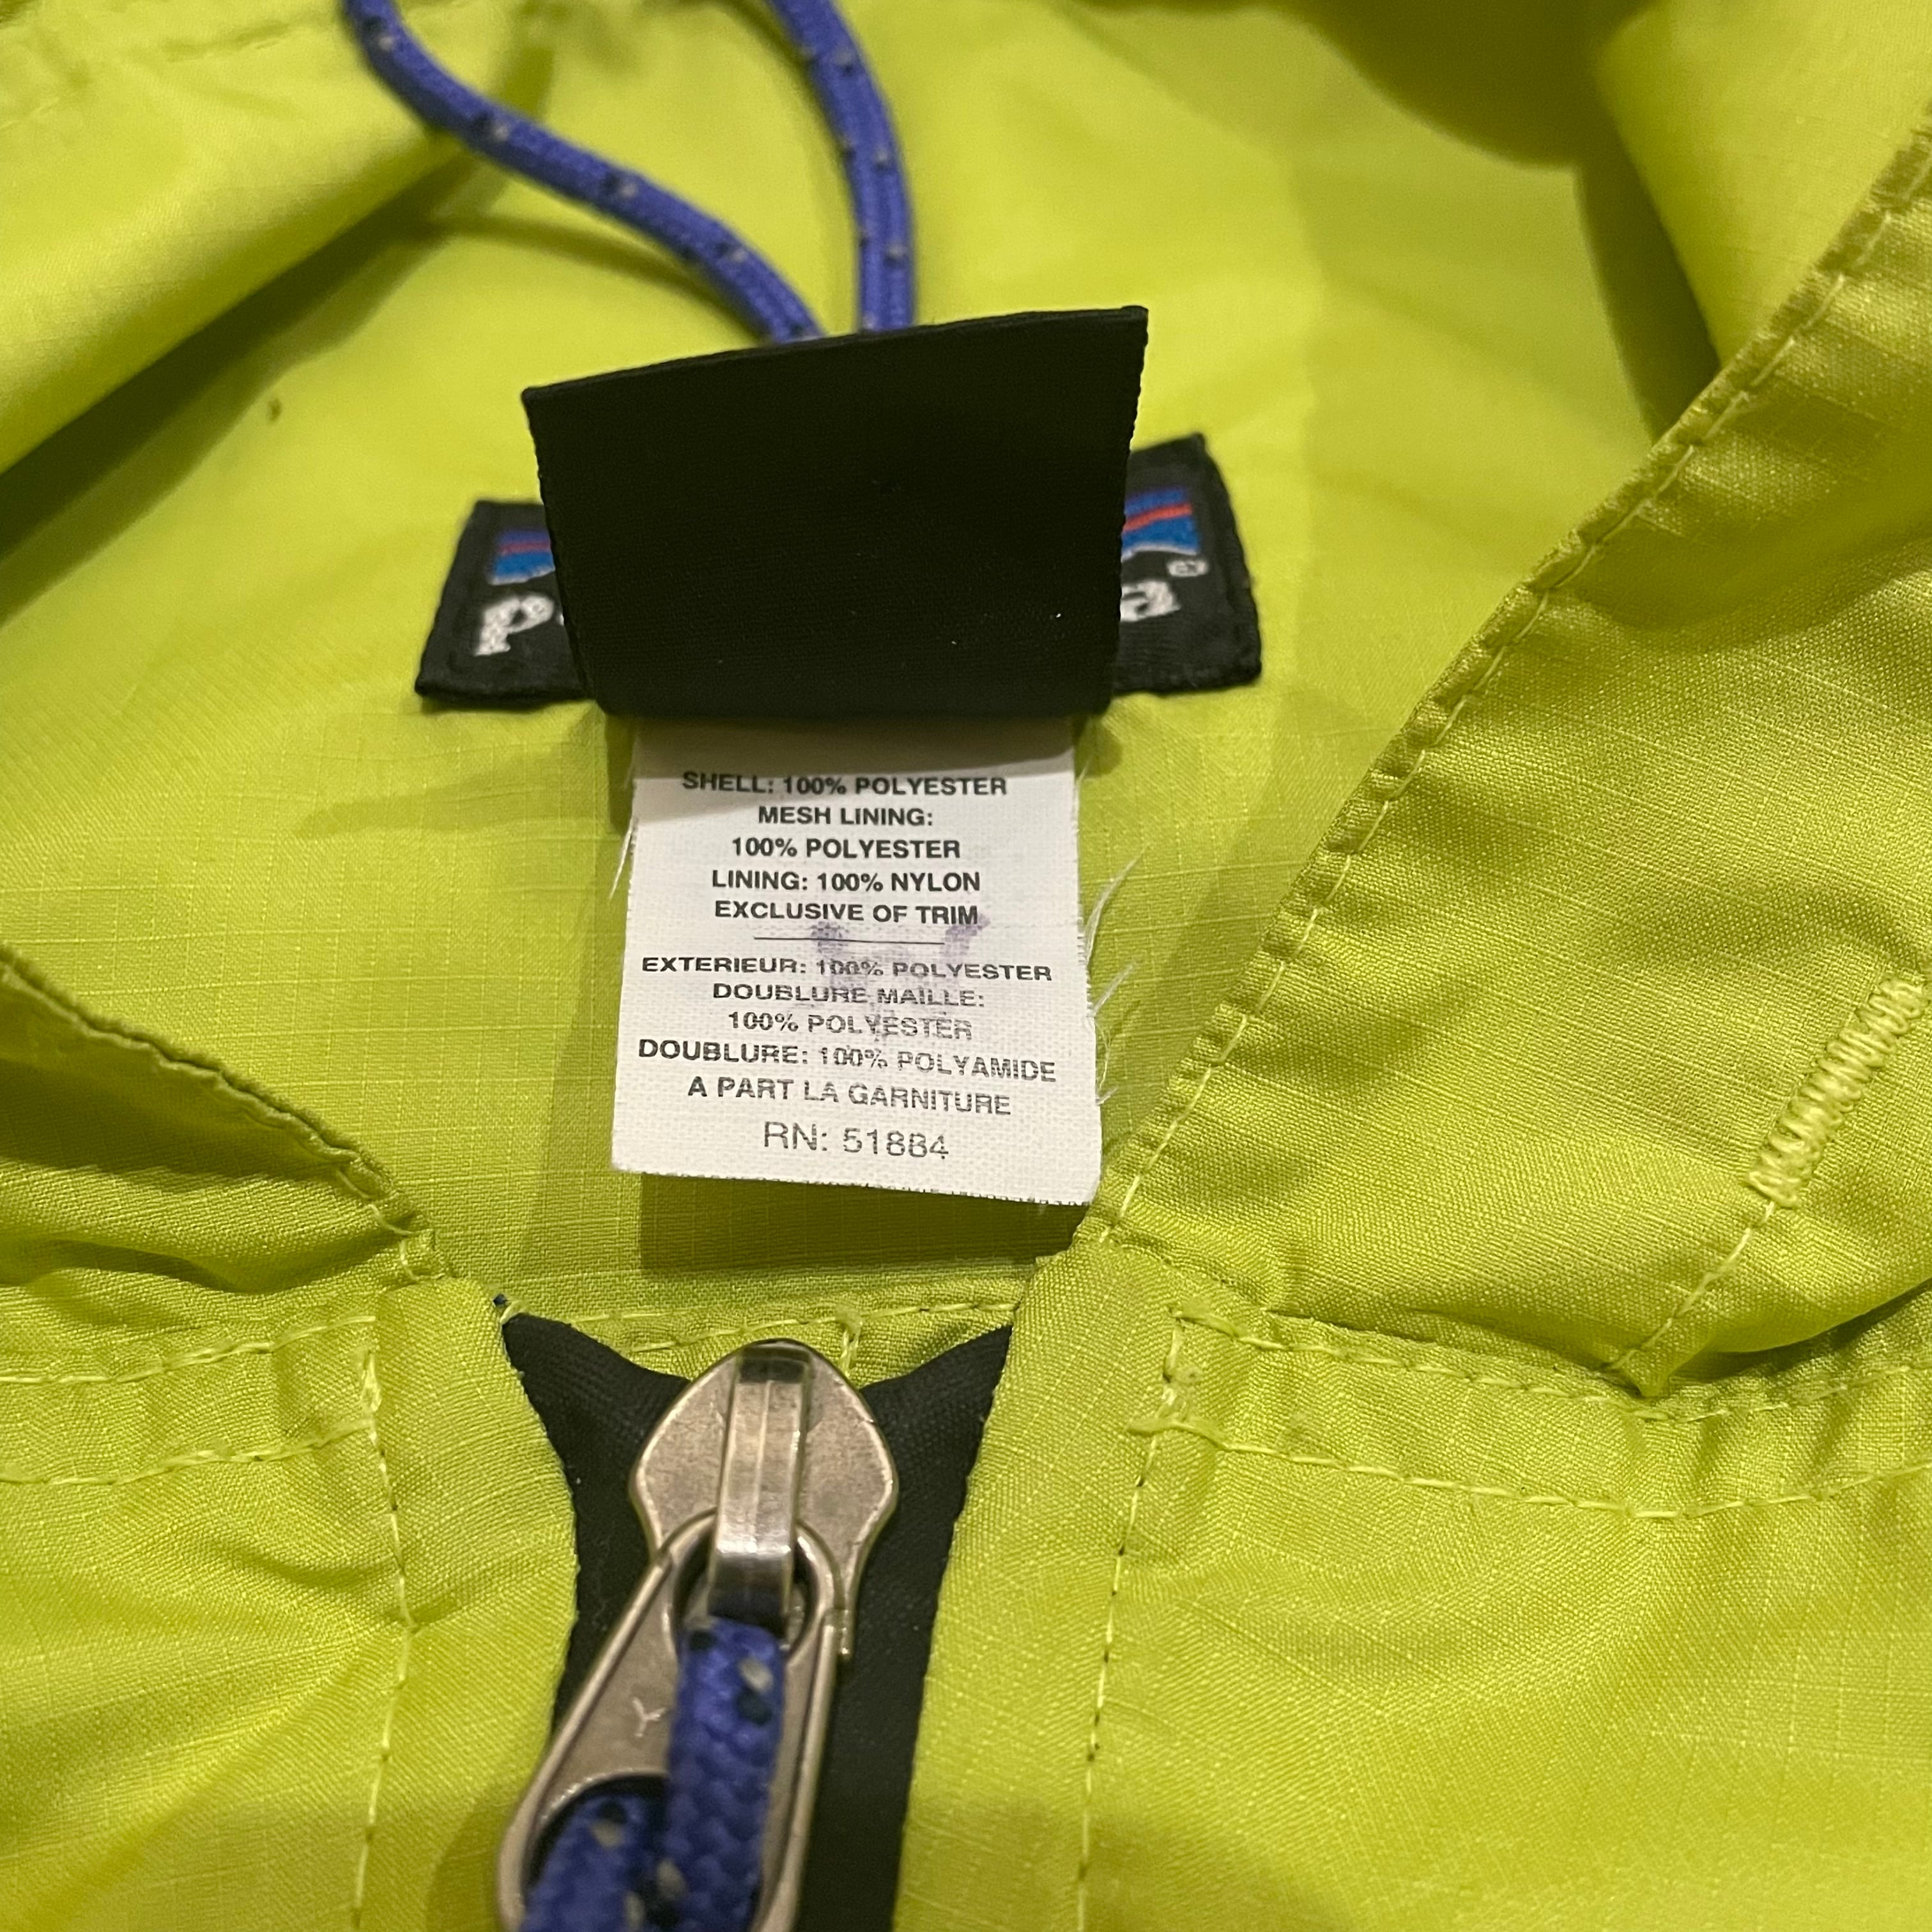 SHELL: 100% POLYESTER
MESH LINING:
100% POLYESTER
LINING: 100% NYLON
EXCLUSIVE OF TRIM
EXTERIEUR: 100% POLYESTER
DOUBLURE MAILLE:
100% POLYESTER
DOUBLURE: 100% POLYAMIDE
A PART LA GARNITURE
RN: 51884